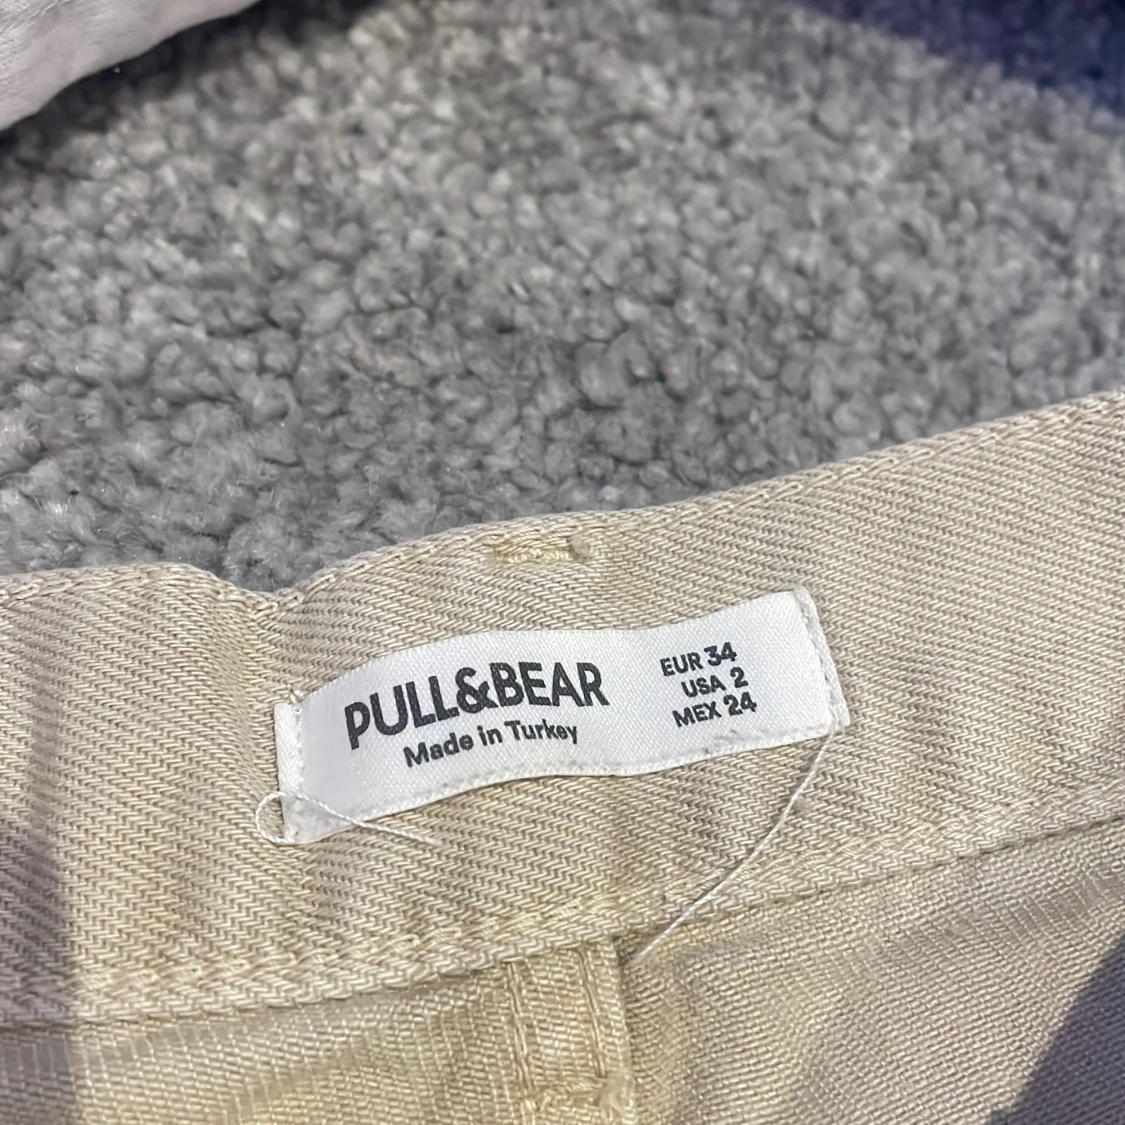 PULL&BEAR
Made in Turkey
EUR 34
USA 2
MEX 24